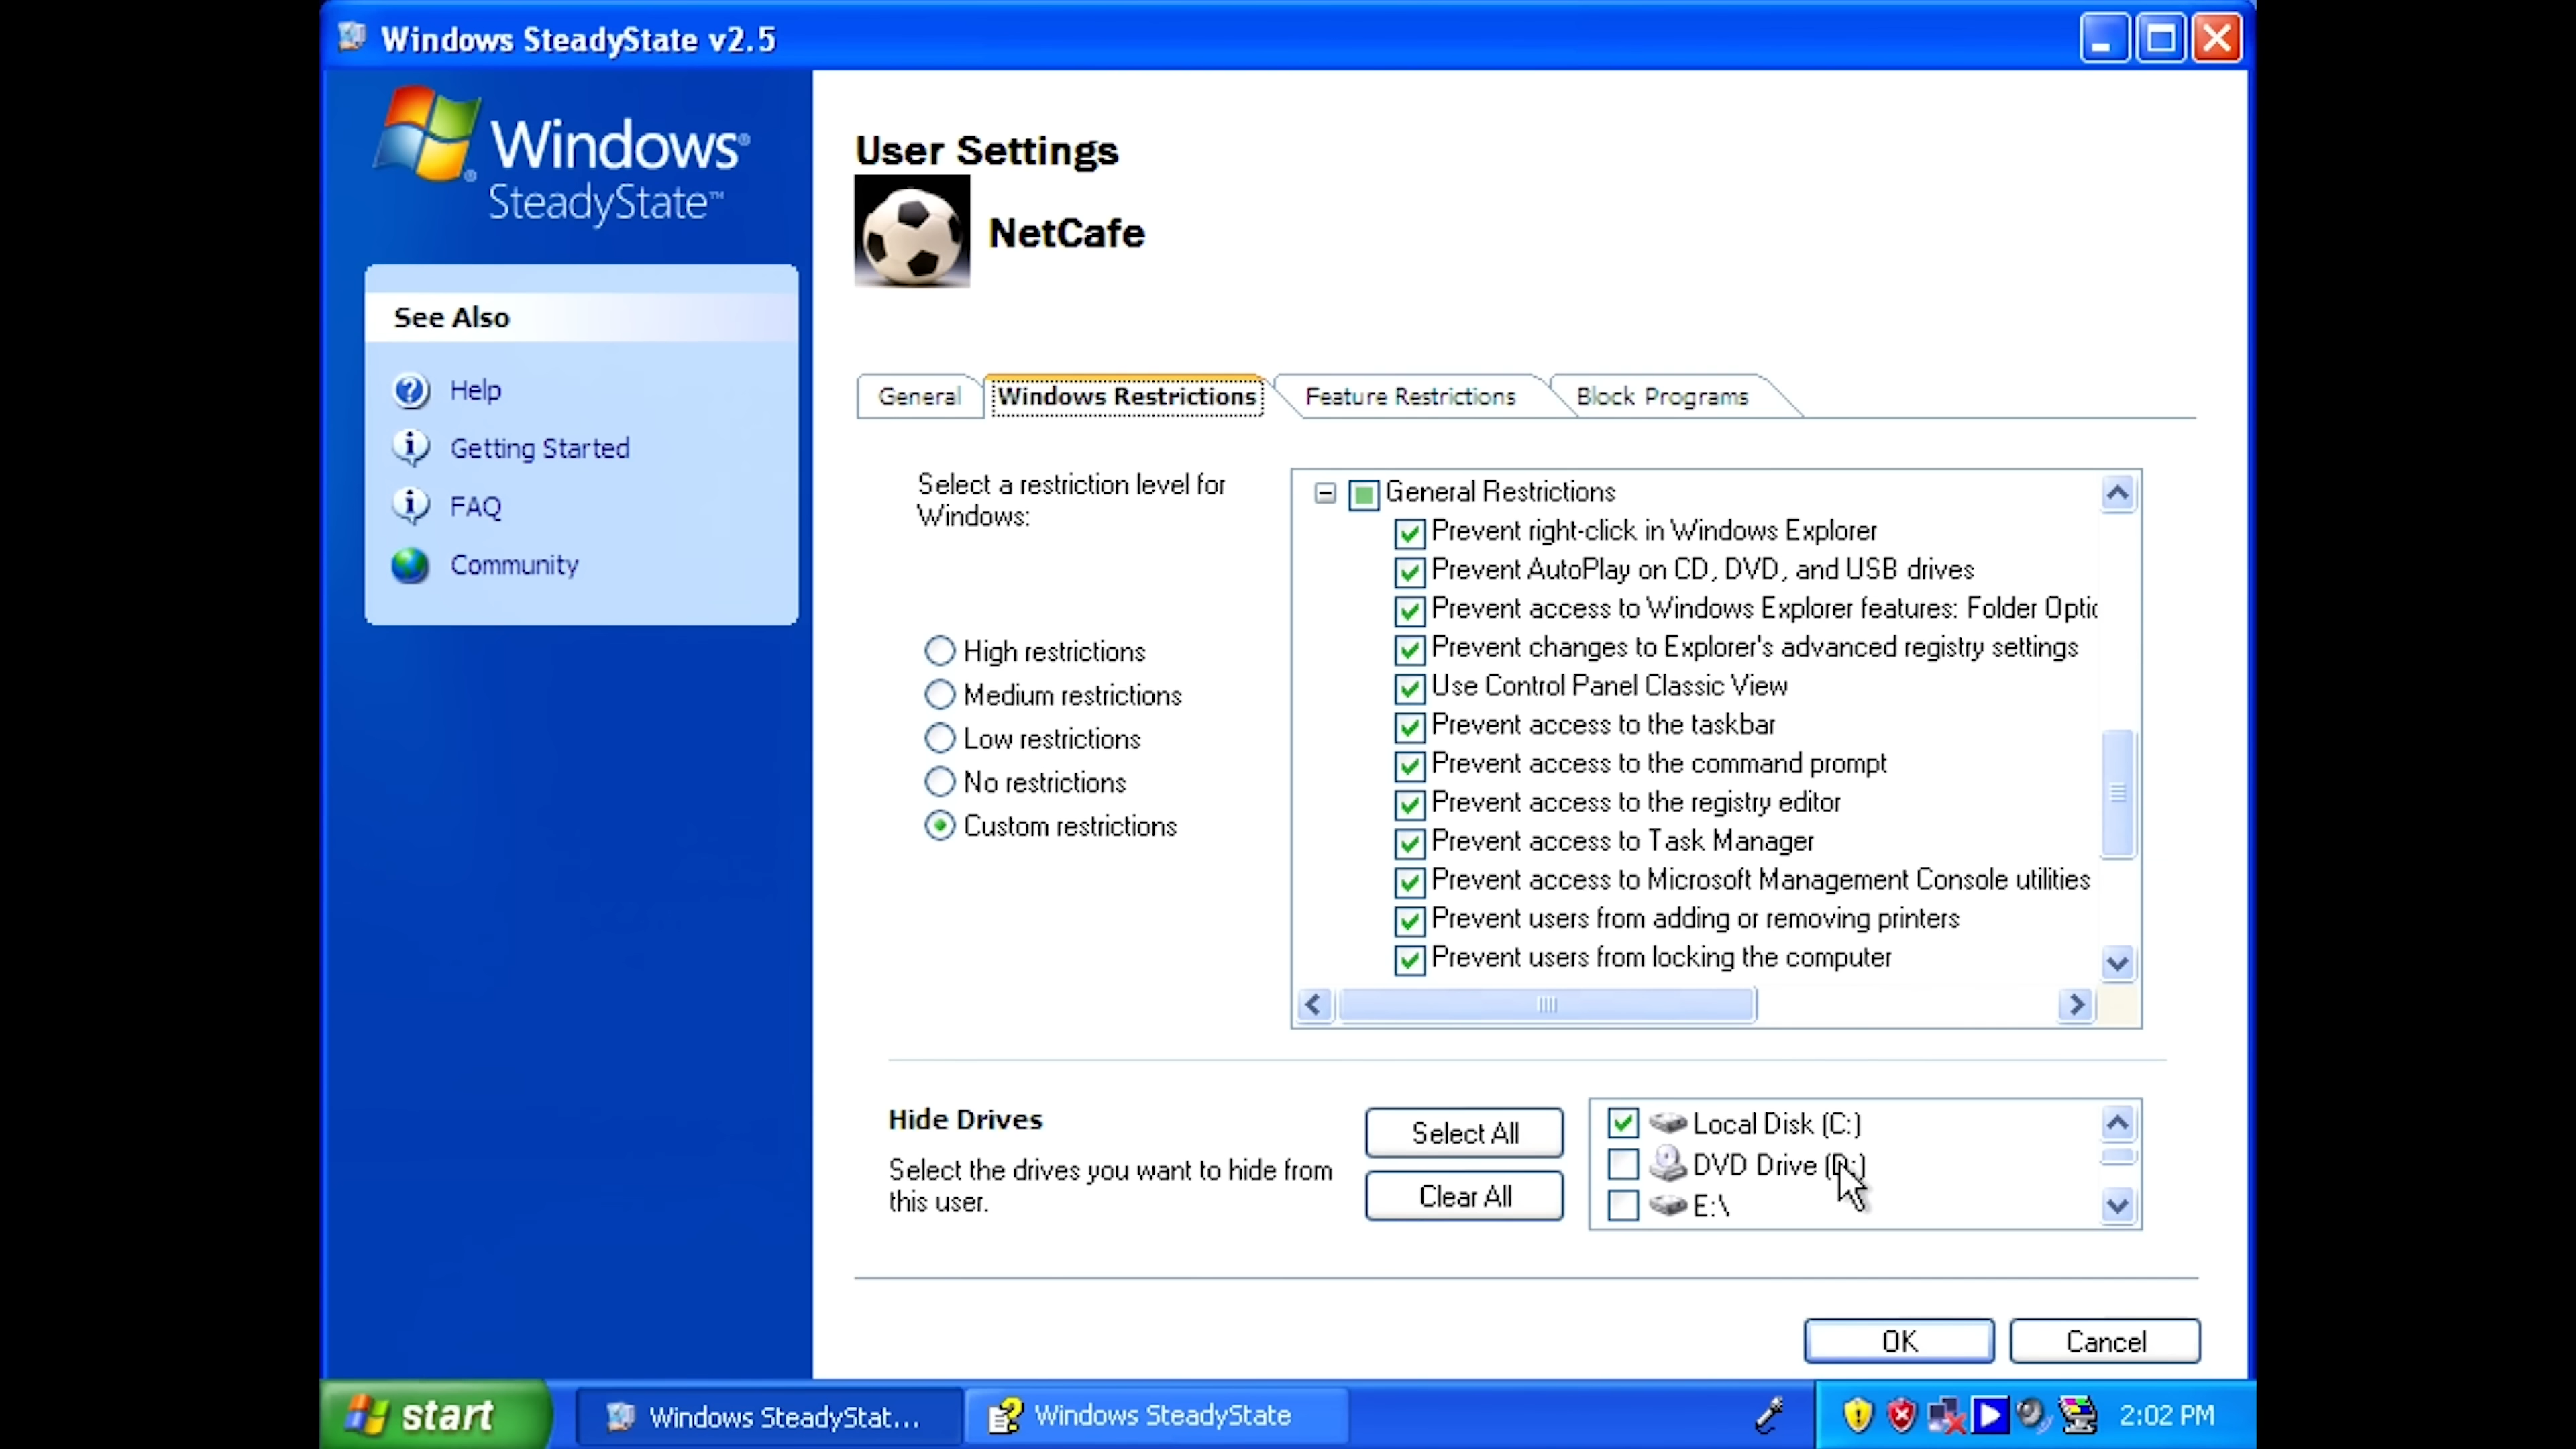 Windows SteadyState v2.5
Windows®
SteadyState™
See Also
Help
Getting Started
FAQ
Community
User Settings
NetCafe
General
Windows Restrictions
Feature Restrictions
Block Programs
Select a restriction level for
Windows:
High restrictions
Medium restrictions
Low restrictions
No restrictions
Custom restrictions
General Restrictions
Prevent right-click in Windows Explorer
Prevent AutoPlay on CD, DVD, and USB drives
Prevent access to Windows Explorer features: Folder Optic
Prevent changes to Explorer's advanced registry settings
Use Control Panel Classic View
Prevent access to the taskbar
Prevent access to the command prompt
Prevent access to the registry editor
Prevent access to Task Manager
Prevent access to Microsoft Management Console utilities
Prevent users from adding or removing printers
Prevent users from locking the computer
Hide Drives
Select the drives you want to hide from
this user.
Select All
Clear All
Local Disk (C:)
DVD Drive (D:)
E:\
OK
Cancel
start
Windows SteadyStat...
Windows SteadyState
2:02 PM